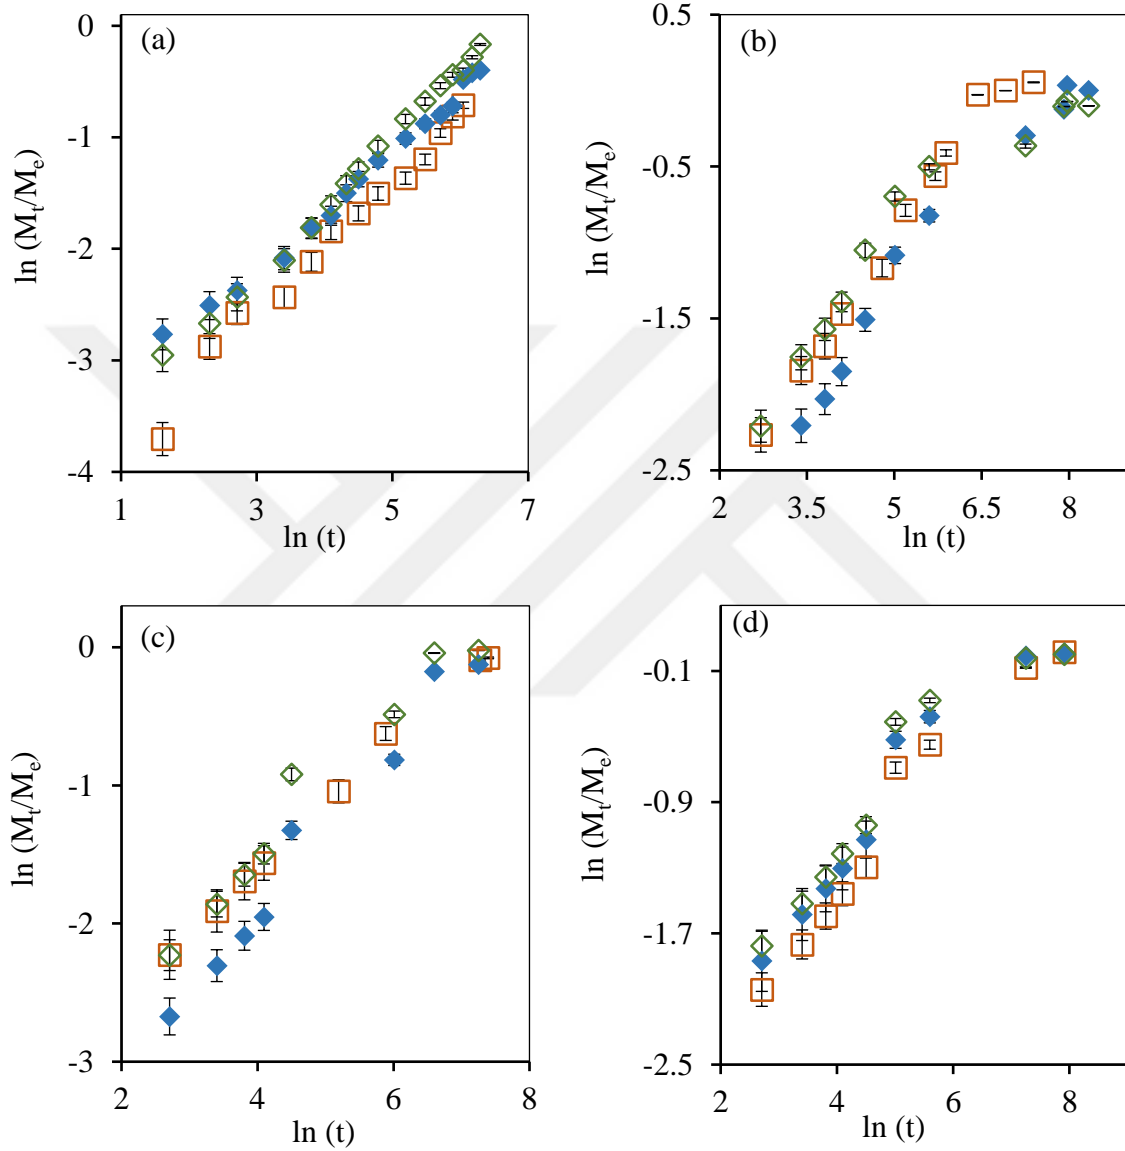 (a)
0
-1
-2
-3
-4
1 3 5 7
ln (t)
ln (Mt/Me)
(b)
0.5
-0.5
-1.5
-2.5
2 3.5 5 6.5 8
ln (t)
ln (Mt/Me)
(c)
0
-1
-2
-3
2 4 6 8
ln (t)
ln (Mt/Me)
(d)
-0.1
-0.9
-1.7
-2.5
2 4 6 8
ln (t)
ln (Mt/Me)